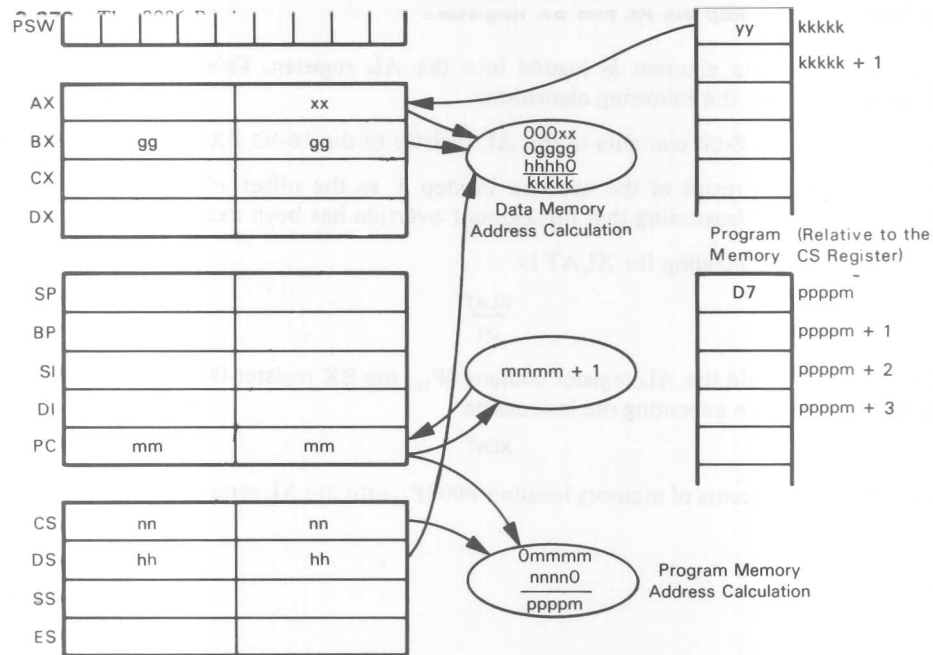 PSW
AX xx
BX gg gg
CX
DX
SP
BP
SI
DI
PC mm mm
CS nn nn
DS hh hh
SS
ES
000xx
0gggg
hhhh0
kkkkk
Data Memory
Address Calculation
mmmm + 1
0mmmm
nnnn0
ppppm
Program Memory
Address Calculation
yy kkkkk
kkkkk + 1
Program (Relative to the
Memory CS Register)
D7 ppppm
ppppm + 1
ppppm + 2
ppppm + 3